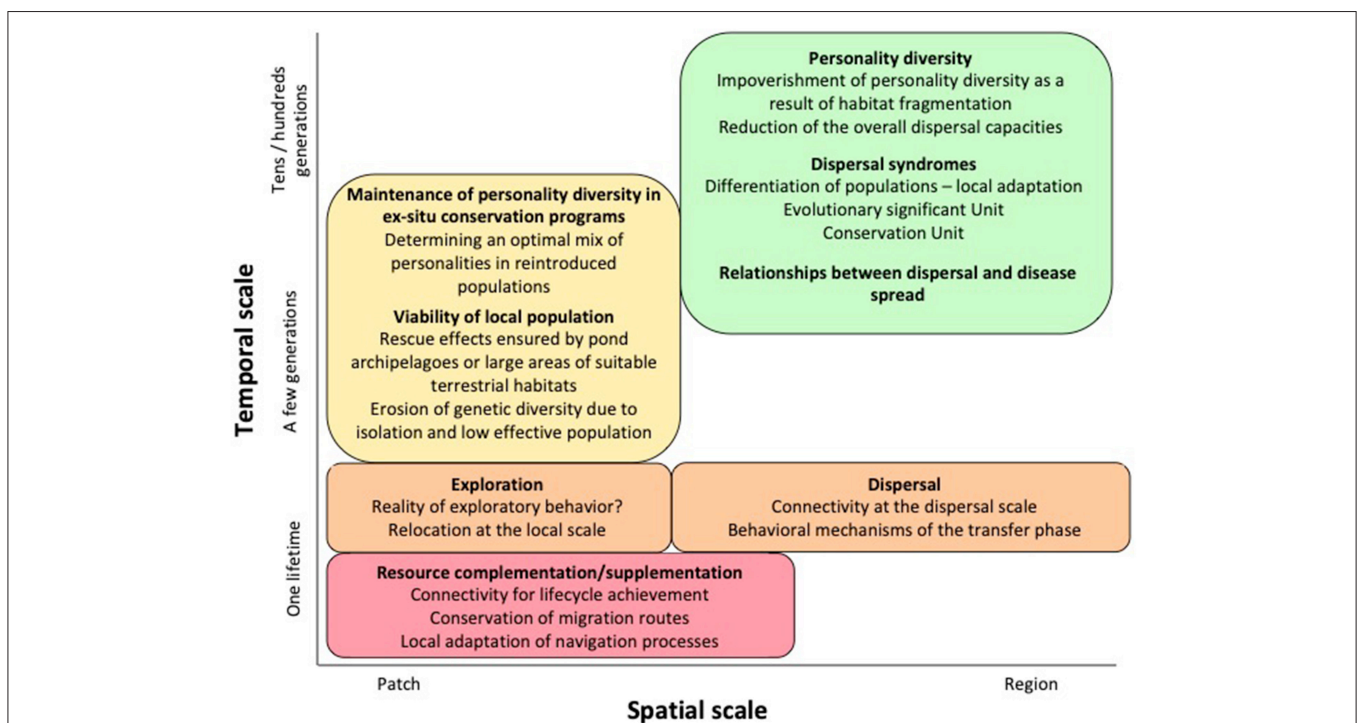 Temporal scale
Tens / hundreds
generations
A few generations
One lifetime
Personality diversity
Impoverishment of personality diversity as a
result of habitat fragmentation
Reduction of the overall dispersal capacities
Dispersal syndromes
Differentiation of populations – local adaptation
Evolutionary significant Unit
Conservation Unit
Relationships between dispersal and disease
spread
Maintenance of personality diversity in
ex-situ conservation programs
Determining an optimal mix of
personalities in reintroduced
populations
Viability of local population
Rescue effects ensured by pond
archipelagoes or large areas of suitable
terrestrial habitats
Erosion of genetic diversity due to
isolation and low effective population
Exploration
Reality of exploratory behavior?
Relocation at the local scale
Dispersal
Connectivity at the dispersal scale
Behavioral mechanisms of the transfer phase
Resource complementation/supplementation
Connectivity for lifecycle achievement
Conservation of migration routes
Local adaptation of navigation processes
Patch
Region
Spatial scale